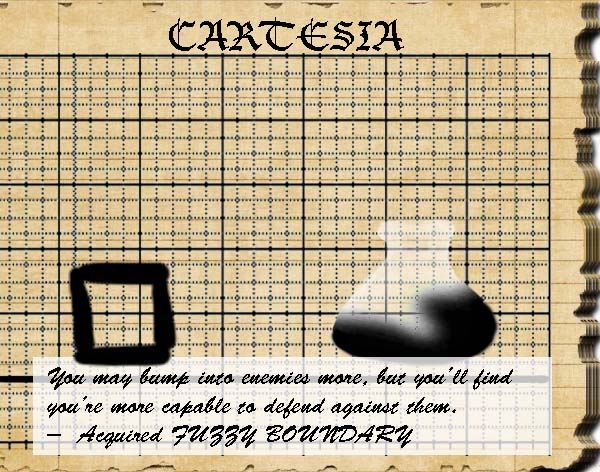 CARTESIA
You may bump into enemies more, but you'll find
you're more capable to defend against them.
– Acquired FUZZY BOUNDARY